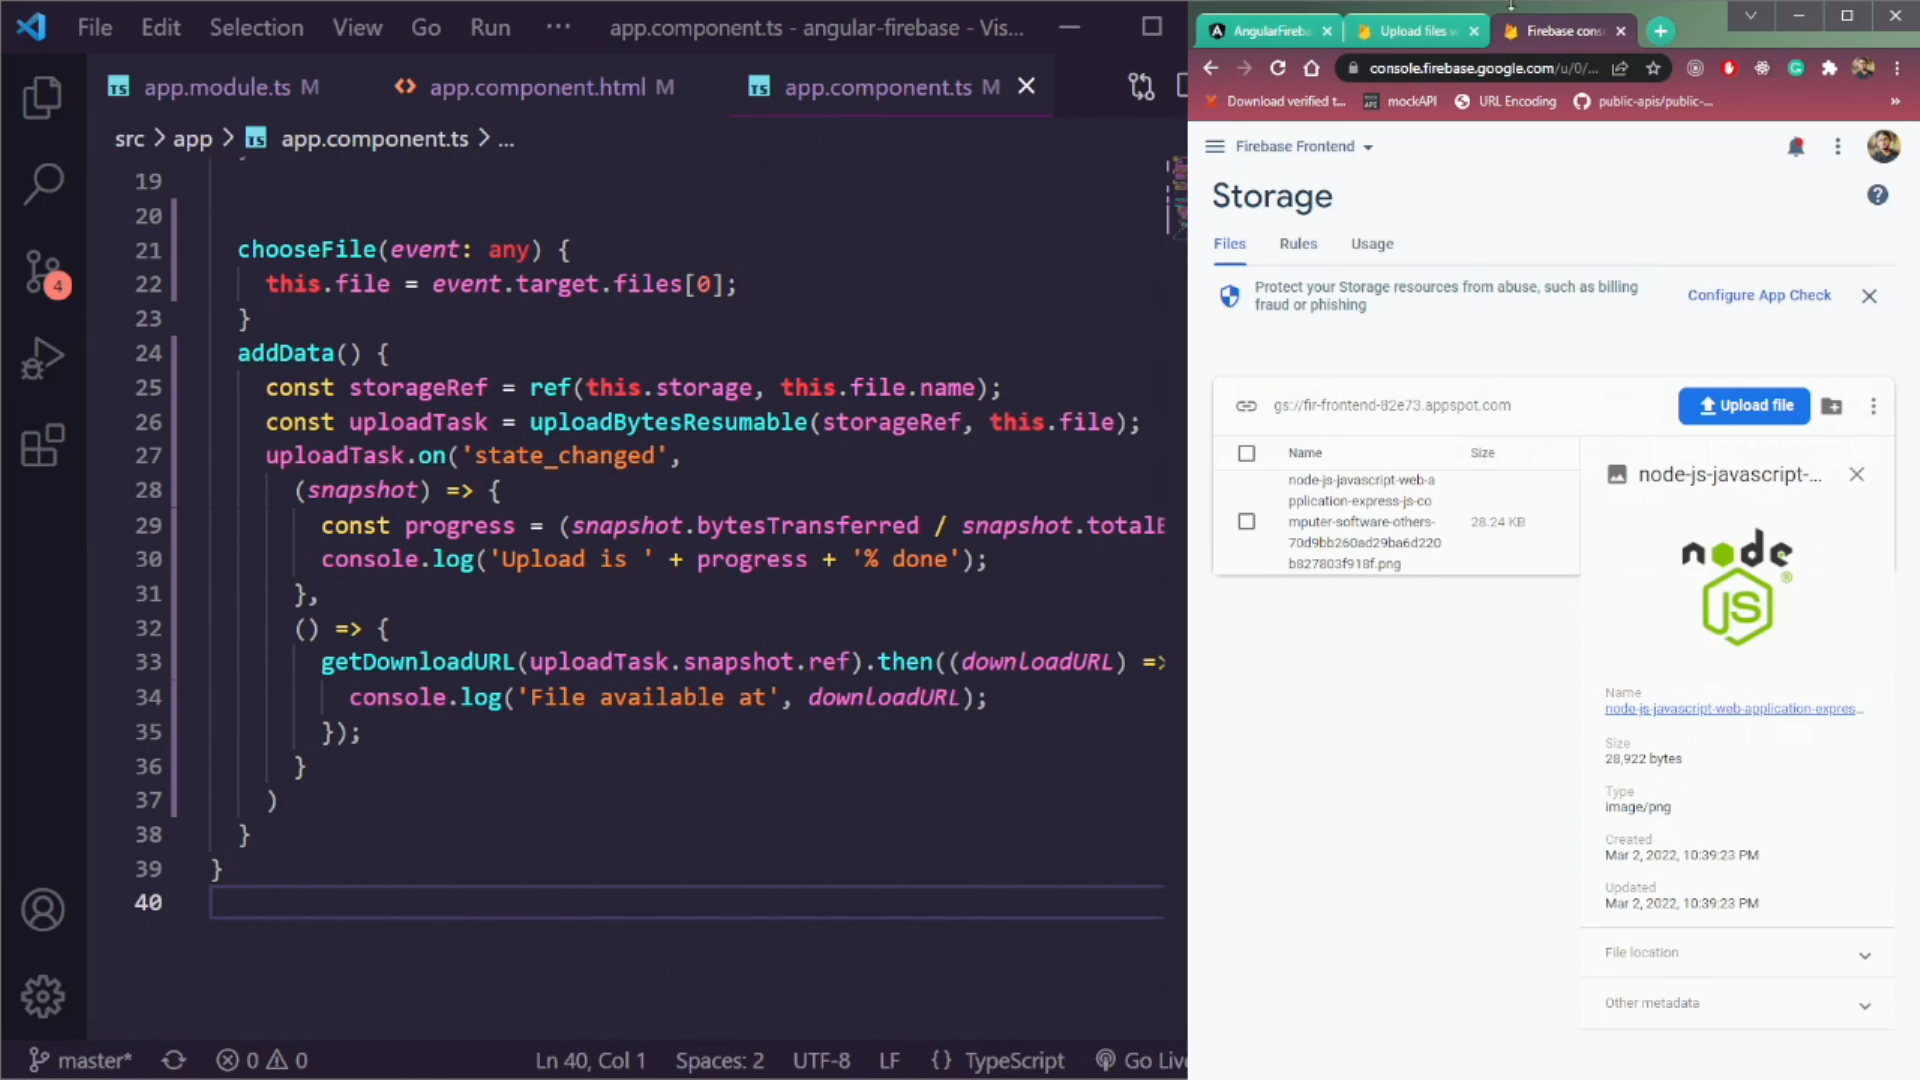 File Edit Selection View Go Run ··· app.component.ts - angular-firebase - Vis...
app.module.ts M
app.component.html M
TS app.component.ts M
src > app > TS app.component.ts > ...
19
20
21 chooseFile(event: any) {
22 this.file = event.target.files[0];
23 }
24 addData() {
25 const storageRef = ref(this.storage, this.file.name);
26 const uploadTask = uploadBytesResumable(storageRef, this.file);
27 uploadTask.on('state_changed',
28 (snapshot) => {
29 const progress = (snapshot.bytesTransferred / snapshot.totalB
30 console.log('Upload is ' + progress + '% done');
31 },
32 () => {
33 getDownloadURL(uploadTask.snapshot.ref).then((downloadURL) =>
34 console.log('File available at', downloadURL);
35 });
36 }
37 )
38 }
39 }
40
4
master* 0 0 Ln 40, Col 1 Spaces: 2 UTF-8 LF {} TypeScript Go Liv
AngularFireb
Upload files w
Firebase cons
console.firebase.google.com/u/0/...
Download verified t...
mockAPI
URL Encoding
public-apis/public-...
»
Firebase Frontend
Storage
Files Rules Usage
Protect your Storage resources from abuse, such as billing
fraud or phishing
Configure App Check
gs://fir-frontend-82e73.appspot.com
Upload file
Name Size
node-js-javascript-web-a
pplication-express-js-co
mputer-software-others-
70d9bb260ad29ba6d220
b827803f918f.png
28.24 KB
node-js-javascript-...
node
JS
®
Name
node-js-javascript-web-application-expres...
Size
28,922 bytes
Type
image/png
Created
Mar 2, 2022, 10:39:23 PM
Updated
Mar 2, 2022, 10:39:23 PM
File location
Other metadata